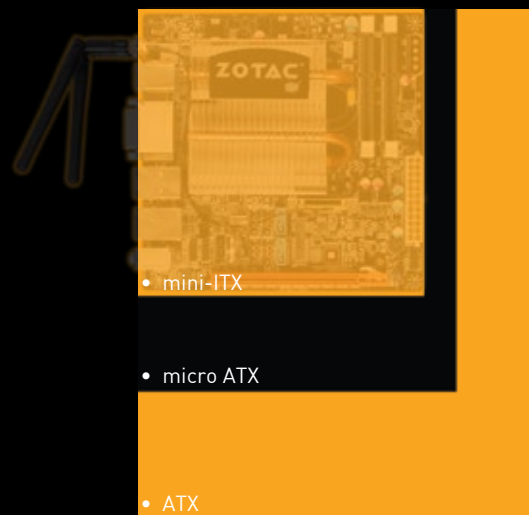 ZOTAC
• mini-ITX
• micro ATX
• ATX